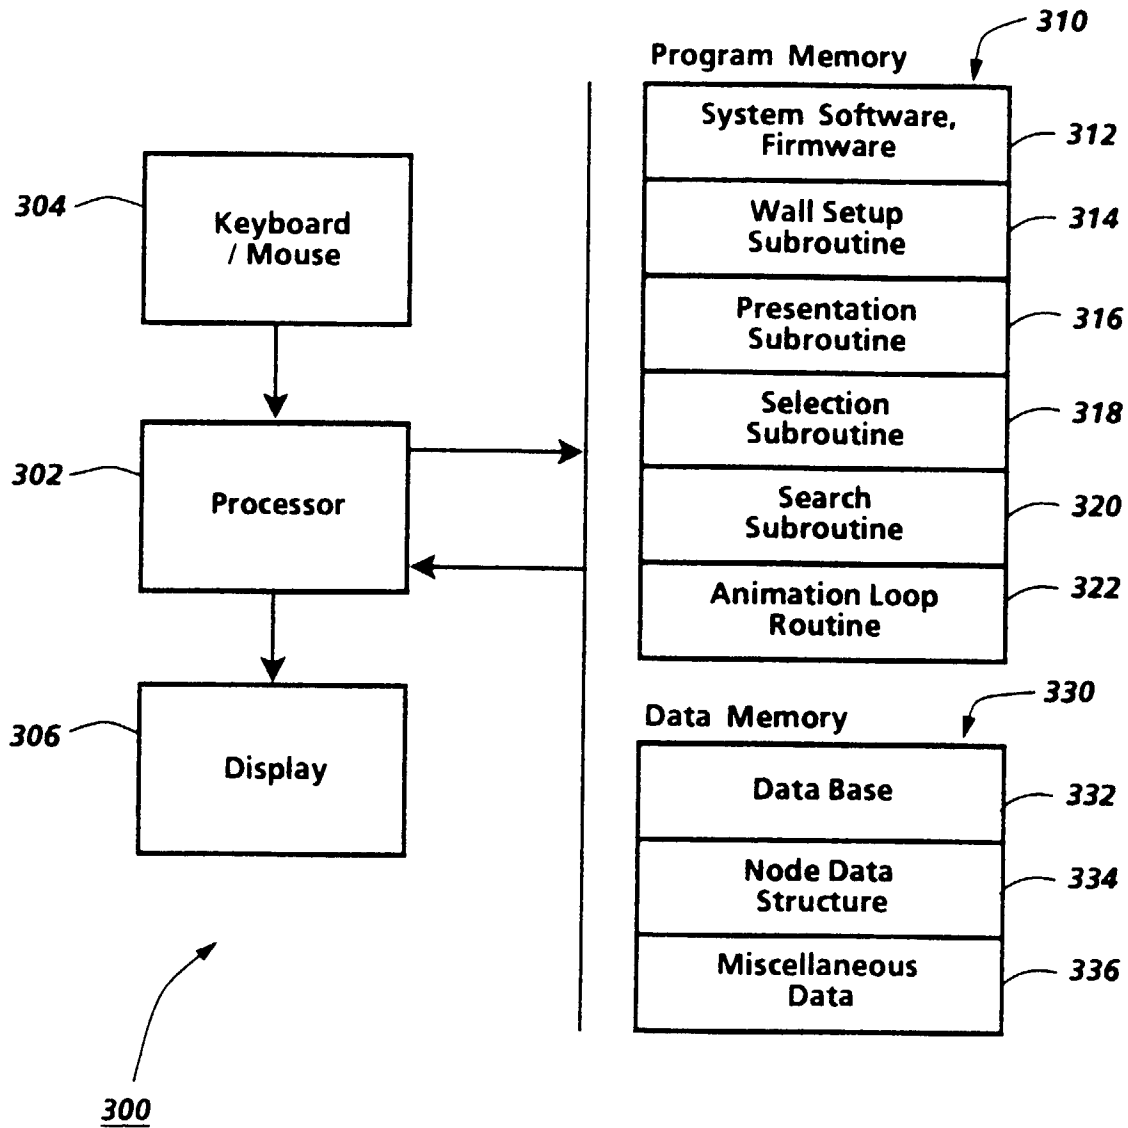 310
Program Memory
System Software,
Firmware
312
Wall Setup
Subroutine
314
Presentation
Subroutine
316
Selection
Subroutine
318
Search
Subroutine
320
Animation Loop
Routine
322
304
Keyboard
/ Mouse
302
Processor
306
Display
300
330
Data Memory
Data Base
332
Node Data
Structure
334
Miscellaneous
Data
336